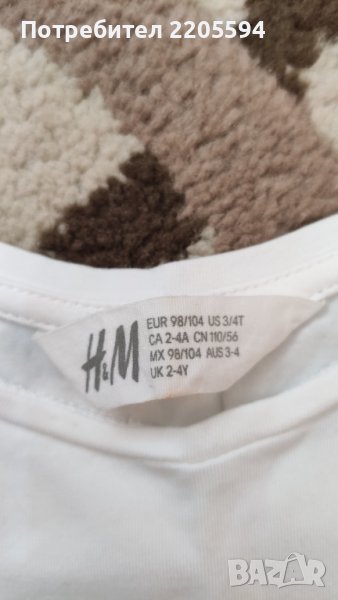 Потребител 2205594
H&M
EUR 98/104 US 3/4T
CA 2-4A CN 110/56
MX 98/104 AUS 3-4
UK 2-4Y
BAZAR